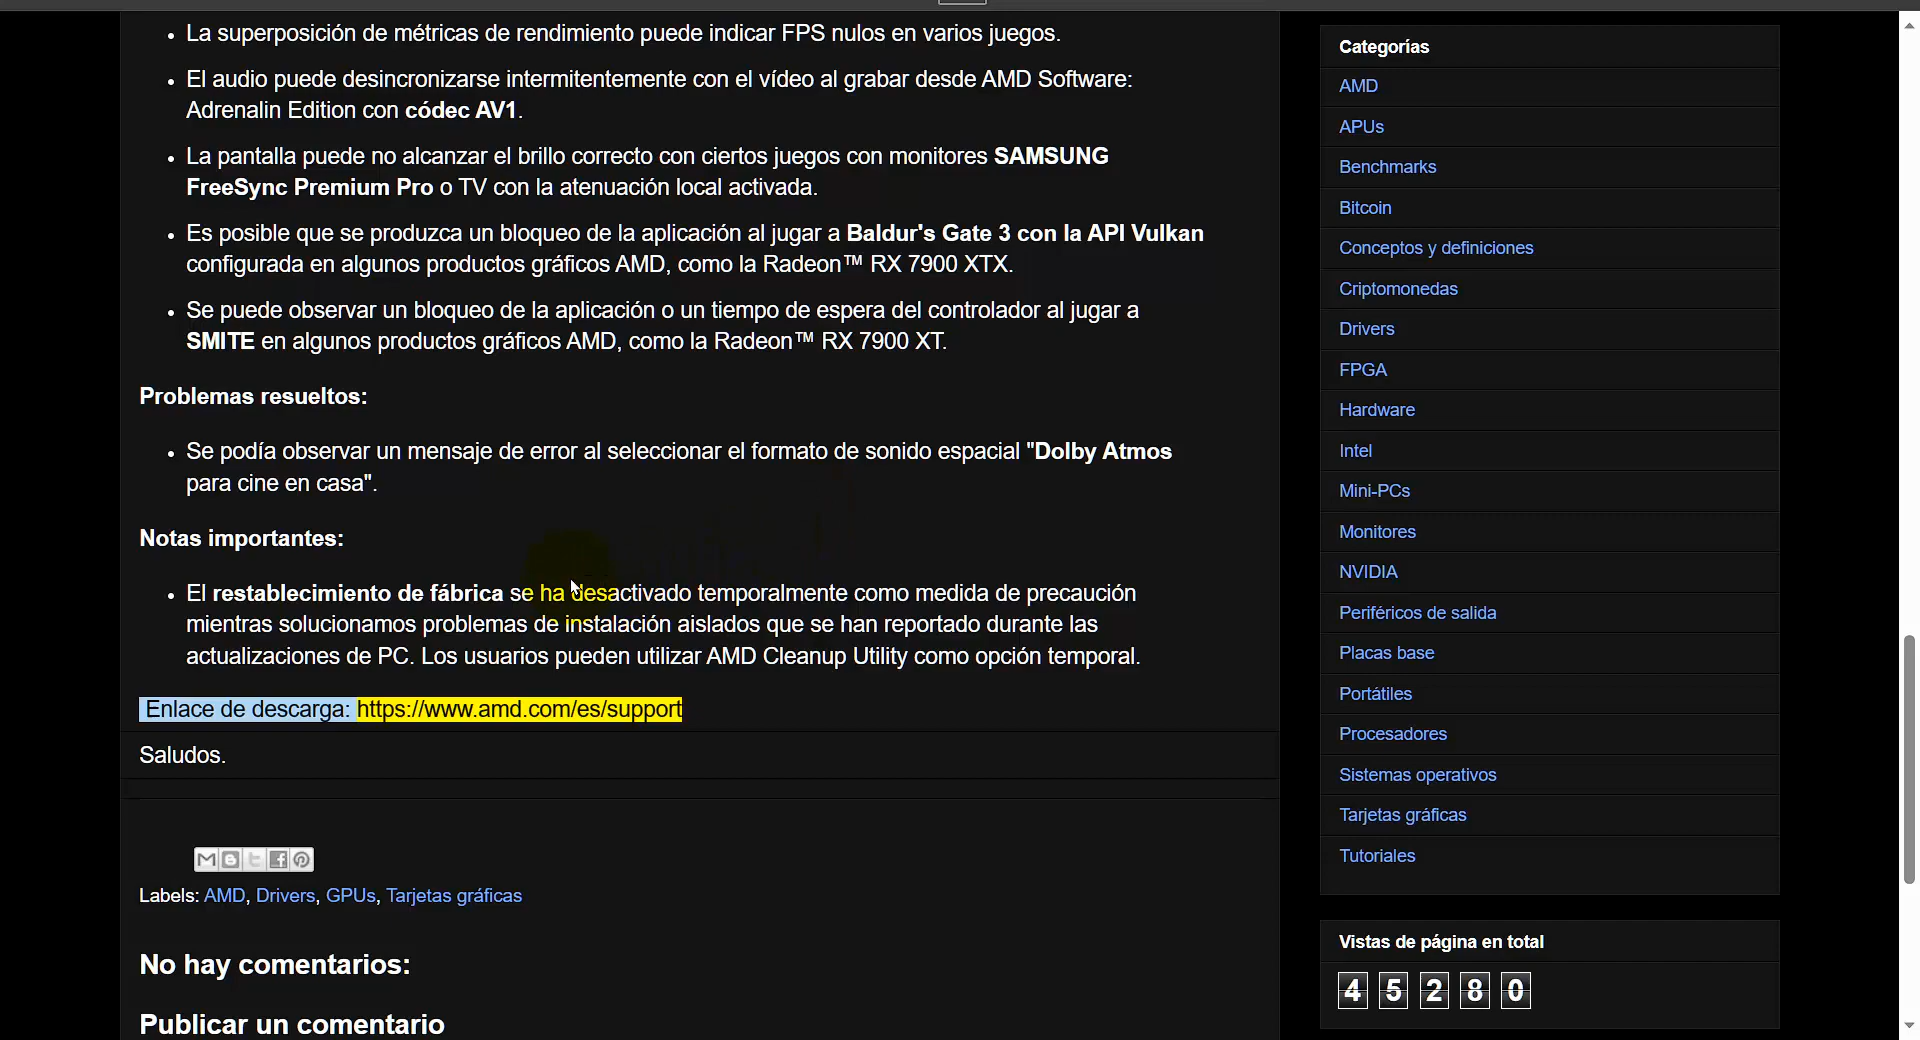 La superposición de métricas de rendimiento puede indicar FPS nulos en varios juegos.
El audio puede desincronizarse intermitentemente con el vídeo al grabar desde AMD Software:
Adrenalin Edition con códec AV1.
La pantalla puede no alcanzar el brillo correcto con ciertos juegos con monitores SAMSUNG
FreeSync Premium Pro o TV con la atenuación local activada.
Es posible que se produzca un bloqueo de la aplicación al jugar a Baldur's Gate 3 con la API Vulkan
configurada en algunos productos gráficos AMD, como la Radeon™ RX 7900 XTX.
Se puede observar un bloqueo de la aplicación o un tiempo de espera del controlador al jugar a
SMITE en algunos productos gráficos AMD, como la Radeon™ RX 7900 XT.
Problemas resueltos:
Se podía observar un mensaje de error al seleccionar el formato de sonido espacial "Dolby Atmos
para cine en casa".
Notas importantes:
El restablecimiento de fábrica se ha desactivado temporalmente como medida de precaución
mientras solucionamos problemas de instalación aislados que se han reportado durante las
actualizaciones de PC. Los usuarios pueden utilizar AMD Cleanup Utility como opción temporal.
Enlace de descarga: https://www.amd.com/es/support
Saludos.
Labels: AMD, Drivers, GPUs, Tarjetas gráficas
No hay comentarios:
Publicar un comentario
Categorías
AMD
APUs
Benchmarks
Bitcoin
Conceptos y definiciones
Criptomonedas
Drivers
FPGA
Hardware
Intel
Mini-PCs
Monitores
NVIDIA
Periféricos de salida
Placas base
Portátiles
Procesadores
Sistemas operativos
Tarjetas gráficas
Tutoriales
Vistas de página en total
4 5 2 8 0